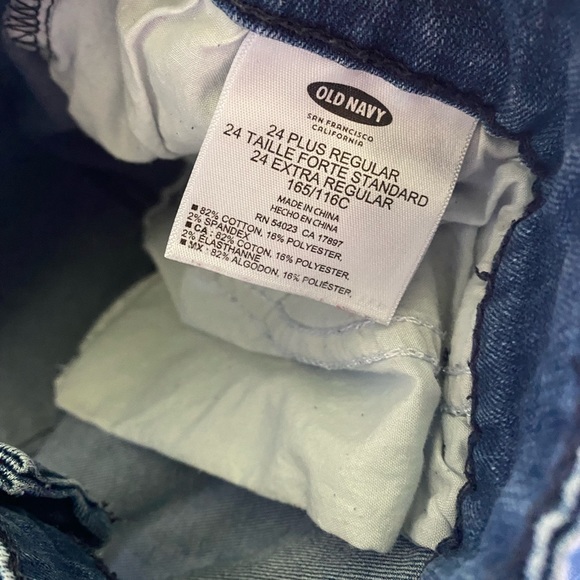 OLD NAVY
SAN FRANCISCO
CALIFORNIA
24 PLUS REGULAR
24 TAILLE FORTE STANDARD
24 EXTRA REGULAR
165/116C
MADE IN CHINA
HECHO EN CHINA
RN 54023 CA 17897
■ 82% COTTON, 16% POLYESTER,
2% SPANDEX
■ CA : 82% COTON, 16% POLYESTER,
2% ÉLASTHANNE
■ MX : 82% ALGODON, 16% POLIÉSTER,